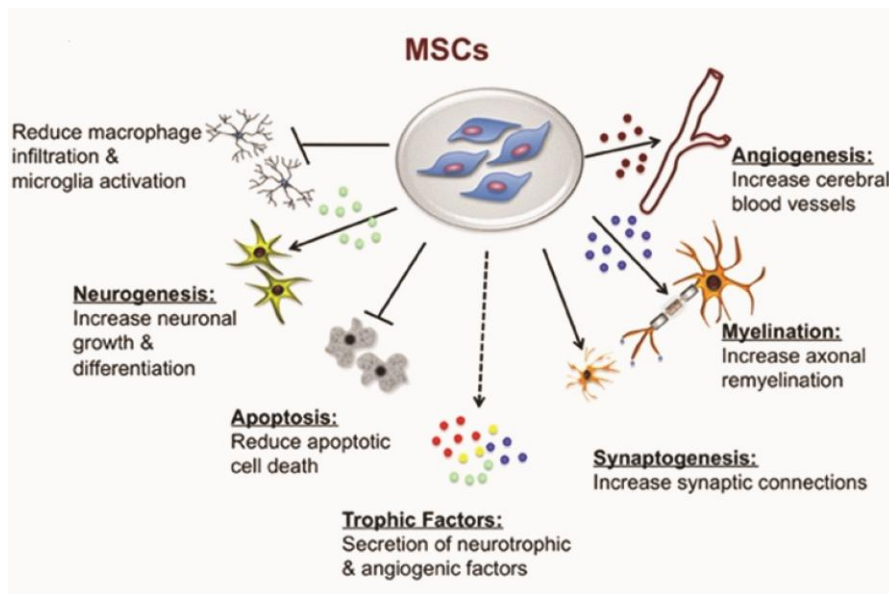 MSCs
Reduce macrophage
infiltration &
microglia activation
Angiogenesis:
Increase cerebral
blood vessels
Neurogenesis:
Increase neuronal
growth &
differentiation
Myelination:
Increase axonal
remyelination
Apoptosis:
Reduce apoptotic
cell death
Synaptogenesis:
Increase synaptic connections
Trophic Factors:
Secretion of neurotrophic
& angiogenic factors